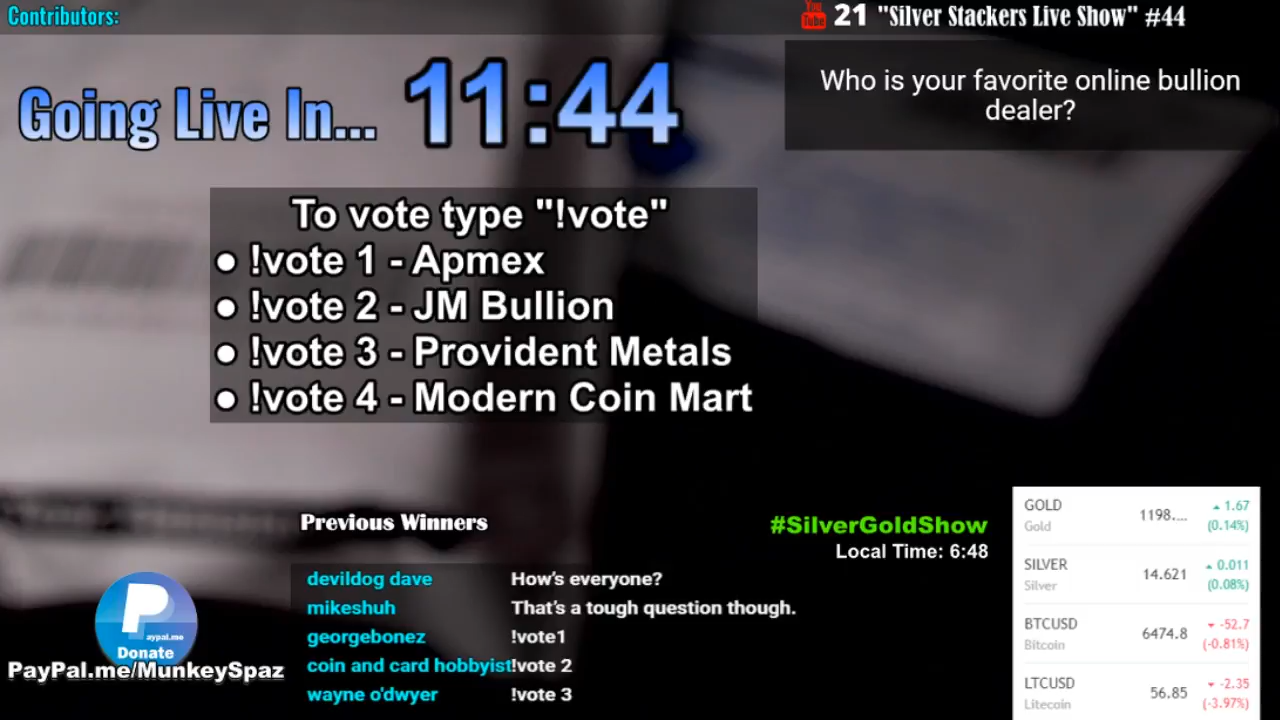 Contributors:
You Tube 21 "Silver Stackers Live Show" #44
Going Live In... 11:44
Who is your favorite online bullion
dealer?
To vote type "!vote"
● !vote 1 - Apmex
● !vote 2 - JM Bullion
● !vote 3 - Provident Metals
● !vote 4 - Modern Coin Mart
Previous Winners
#SilverGoldShow
Local Time: 6:48
devildog dave How's everyone?
mikeshuh That's a tough question though.
georgebonez !vote1
coin and card hobbyist !vote 2
wayne o'dwyer !vote 3
Paypal.me
Donate
PayPal.me/MunkeySpaz
GOLD 1198.... 1.67
Gold (0.14%)
SILVER 14.621 0.011
Silver (0.08%)
BTCUSD 6474.8 -52.7
Bitcoin (-0.81%)
LTCUSD 56.85 -2.35
Litecoin (-3.97%)